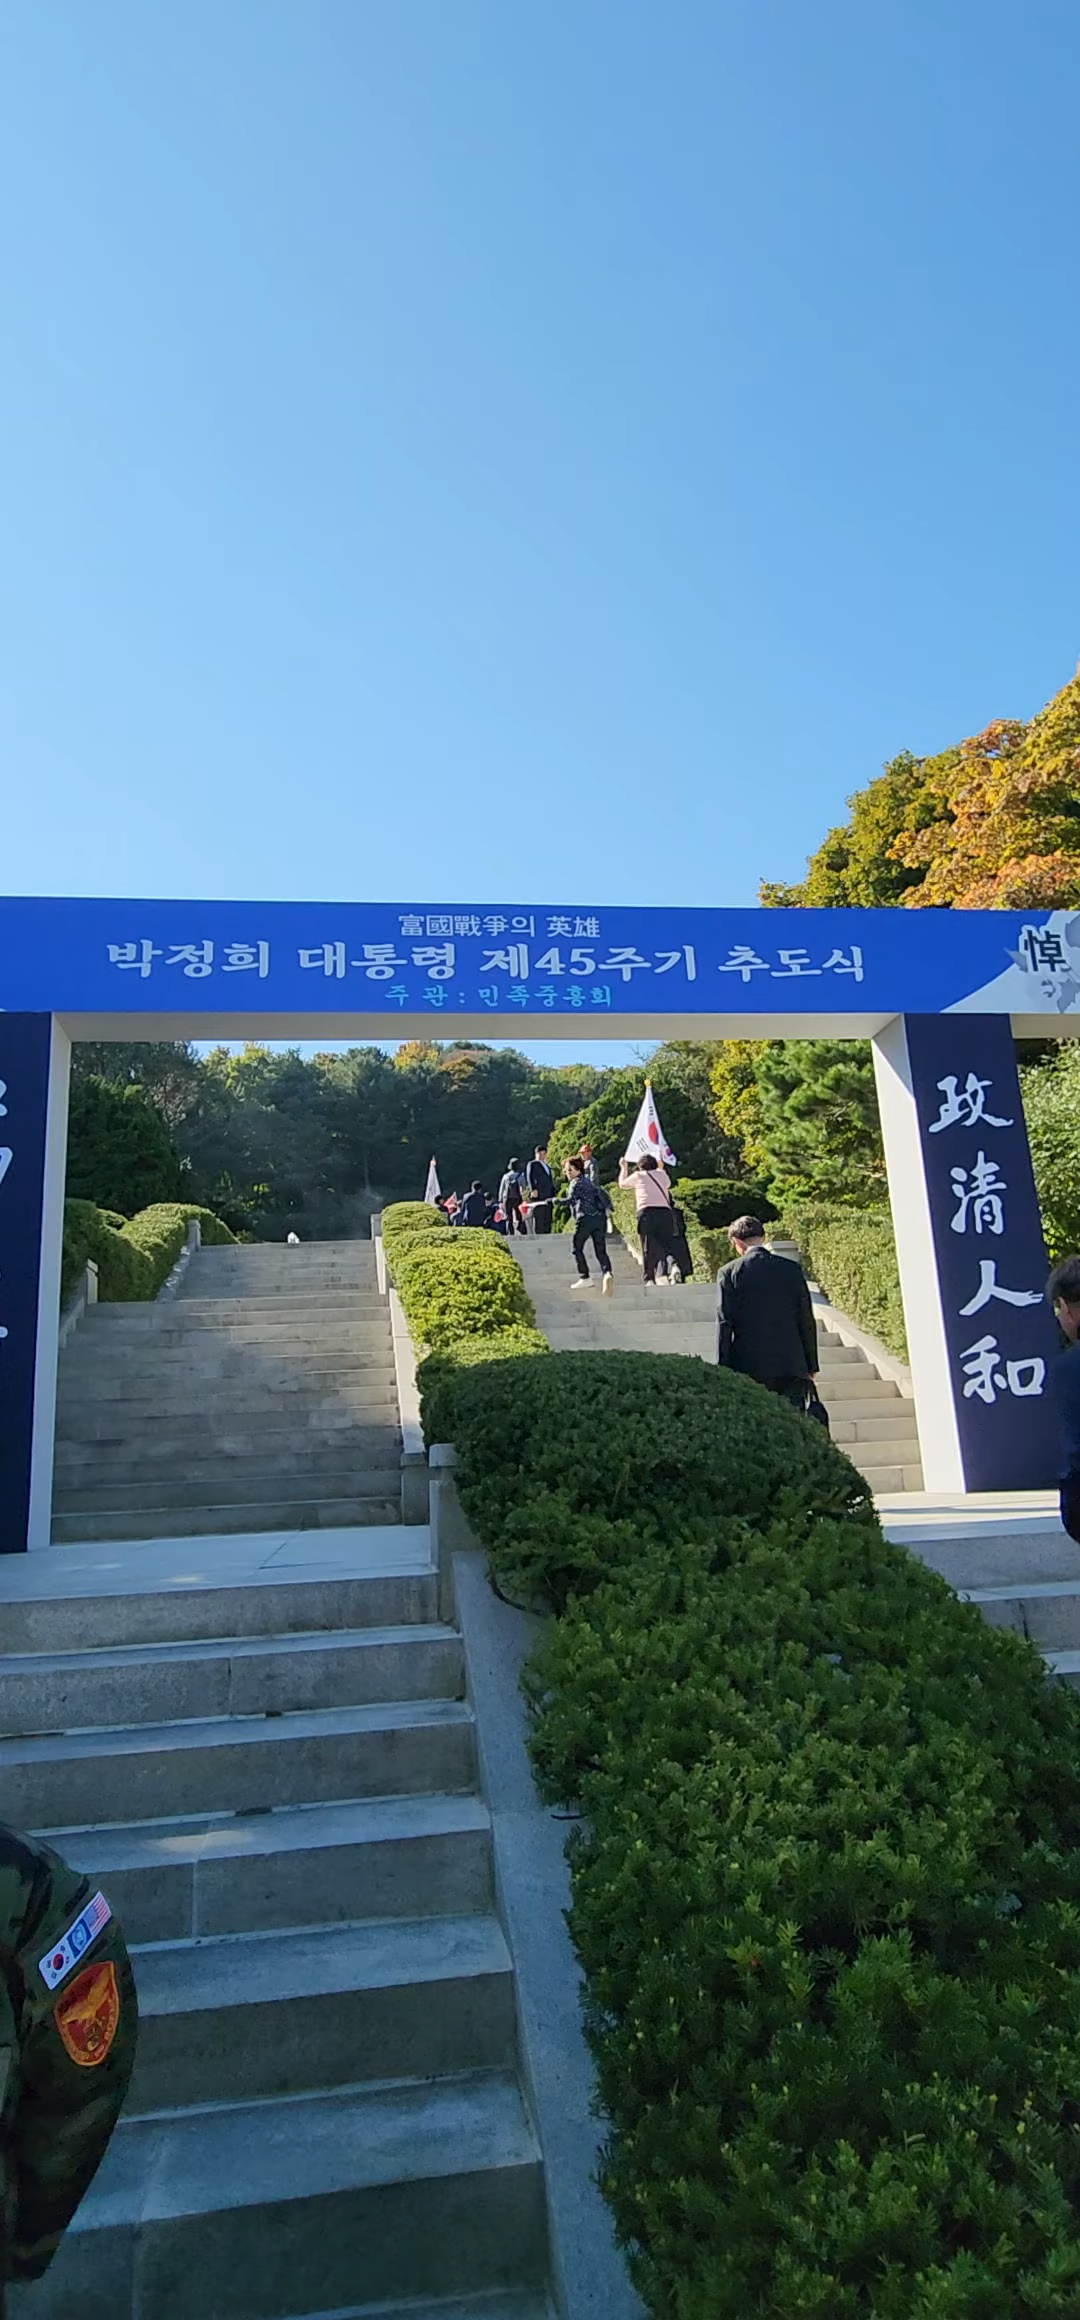 富國戰爭의 英雄
박정희 대통령 제45주기 추도식
주관 : 민족중흥회
悼
政清人和